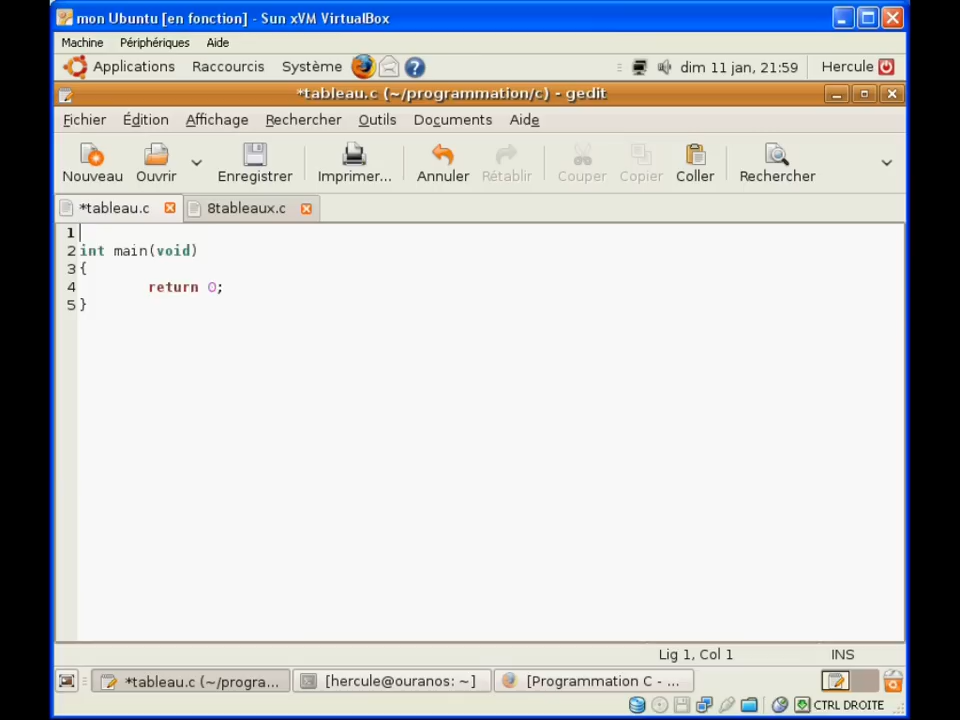 mon Ubuntu [en fonction] - Sun xVM VirtualBox
Machine Périphériques Aide
Applications Raccourcis Système dim 11 jan, 21:59 Hercule
*tableau.c (~/programmation/c) - gedit
Fichier Édition Affichage Rechercher Outils Documents Aide
Nouveau Ouvrir Enregistrer Imprimer... Annuler Rétablir Couper Copier Coller Rechercher
*tableau.c 8tableaux.c
1
2 int main(void)
3 {
4 return 0;
5 }
Lig 1, Col 1 INS
*tableau.c (~/progra... [hercule@ouranos: ~] [Programmation C - ...
CTRL DROITE